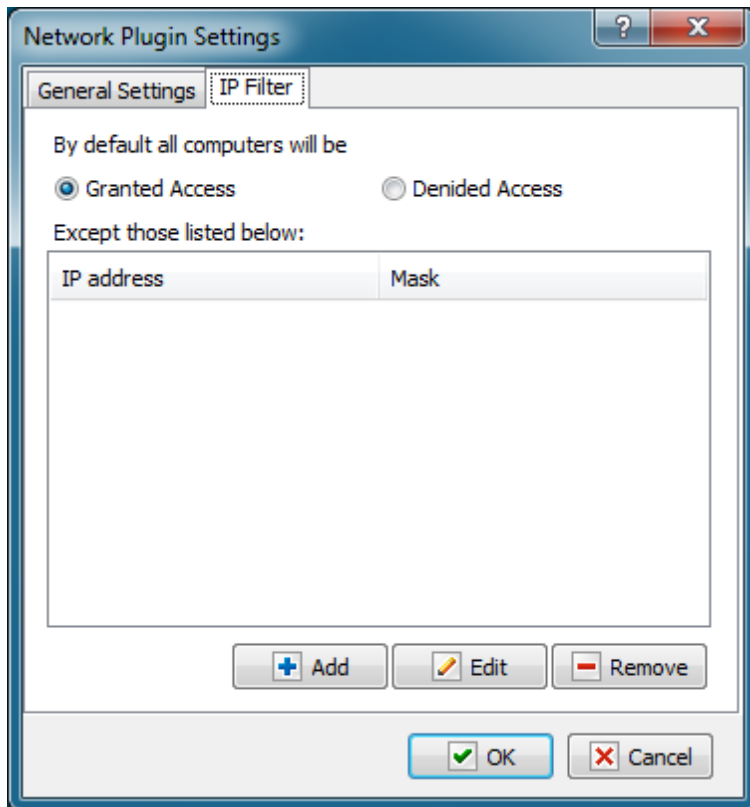 Network Plugin Settings
?
General Settings IP Filter
By default all computers will be
Granted Access Denided Access
Except those listed below:
IP address Mask
Add Edit Remove
OK Cancel